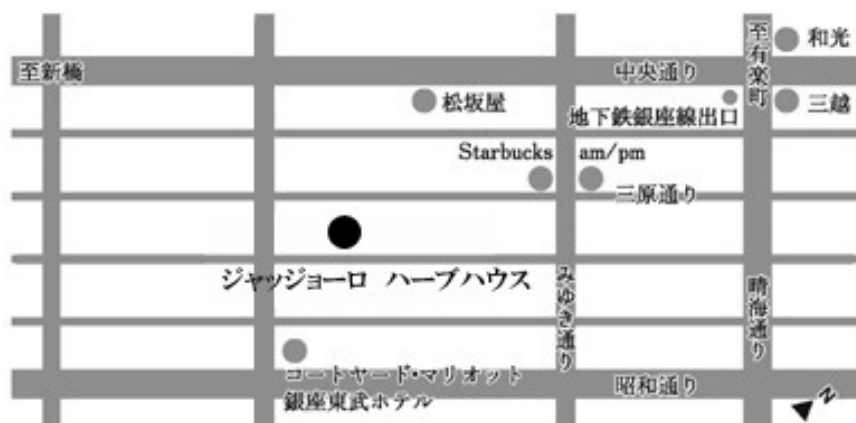 至有楽町
和光
至新橋
中央通り
松坂屋
地下鉄銀座線出口
三越
Starbucks
am/pm
三原通り
ジャッジョーロ ハーブハウス
みゆき通り
晴海通り
コートヤード・マリオット
銀座東武ホテル
昭和通り
N